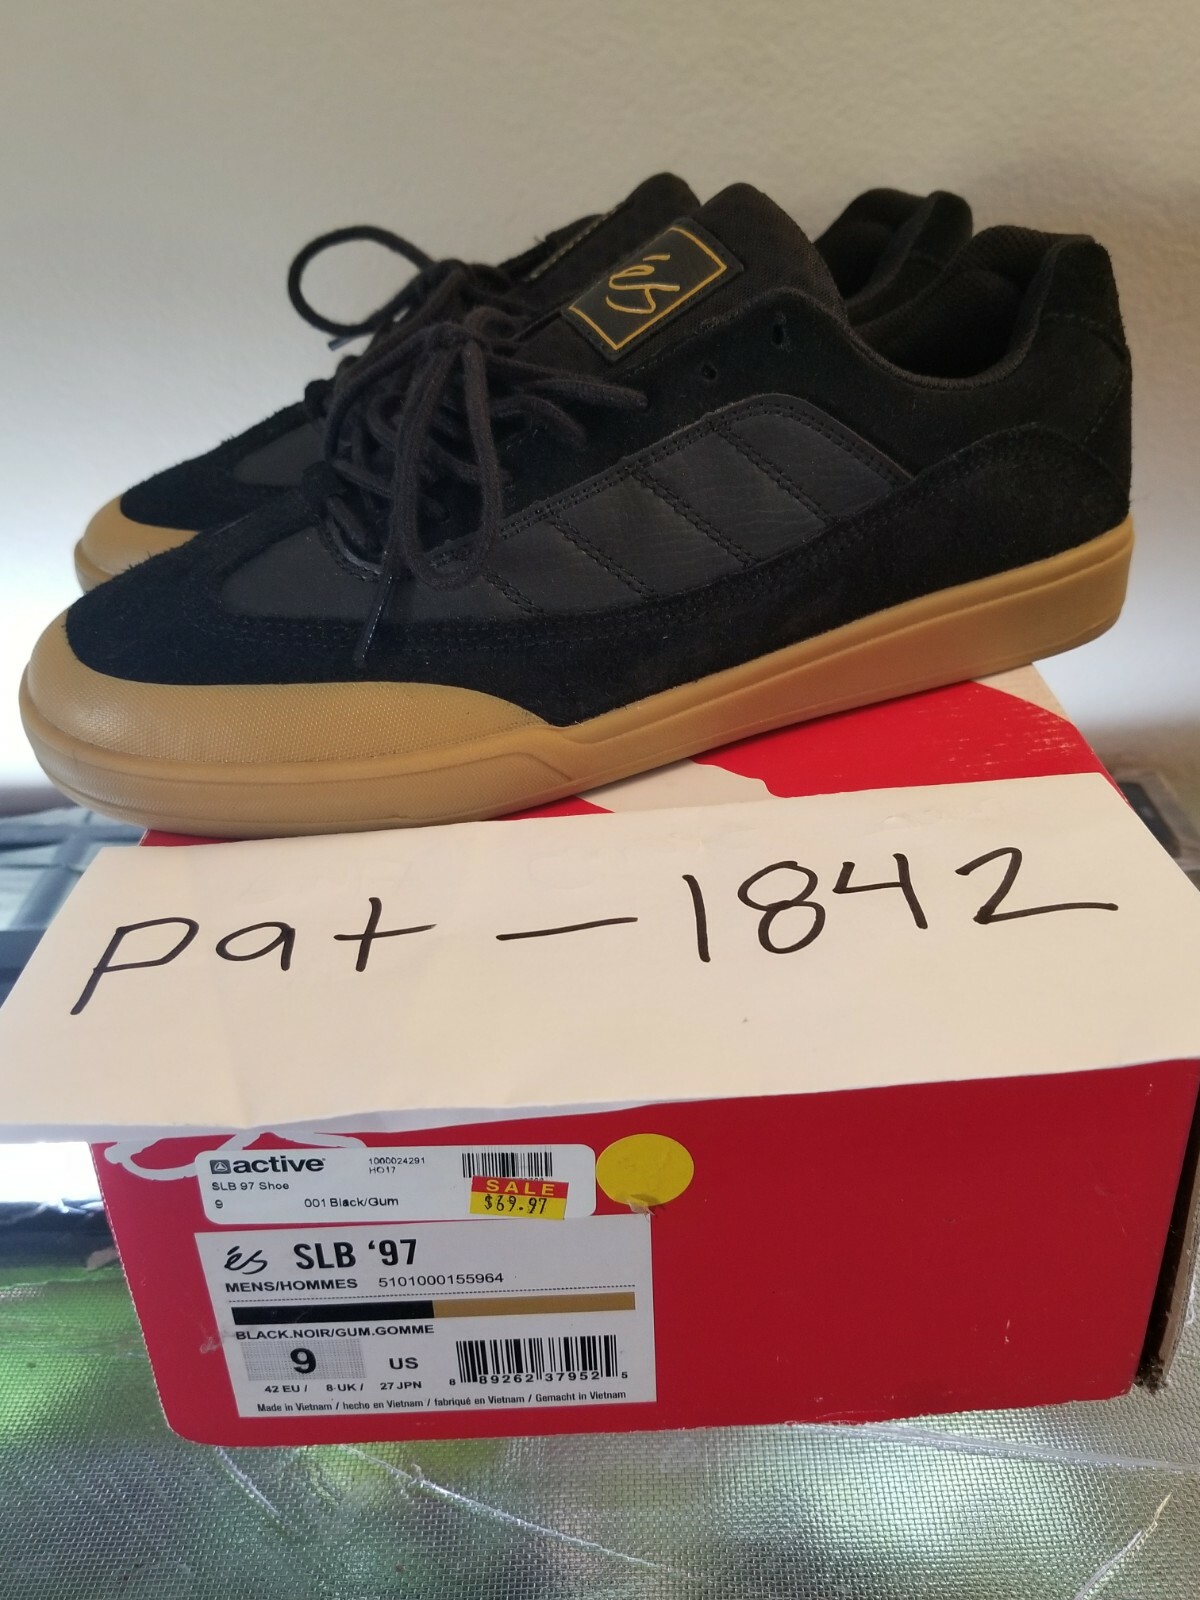 éS
pat - 1842
active
1000024291
HO17
SLB 97 Shoe
9 001 Black/Gum
SALE
$69.97
éS SLB ‘97
MENS/HOMMES 5101000155964
BLACK.NOIR/GUM.GOMME
9 US
42 EU / 8 UK / 27 JPN
8 89262 37952 5
Made in Vietnam / hecho en Vietnam / fabriqué en Vietnam / Gemacht in Vietnam